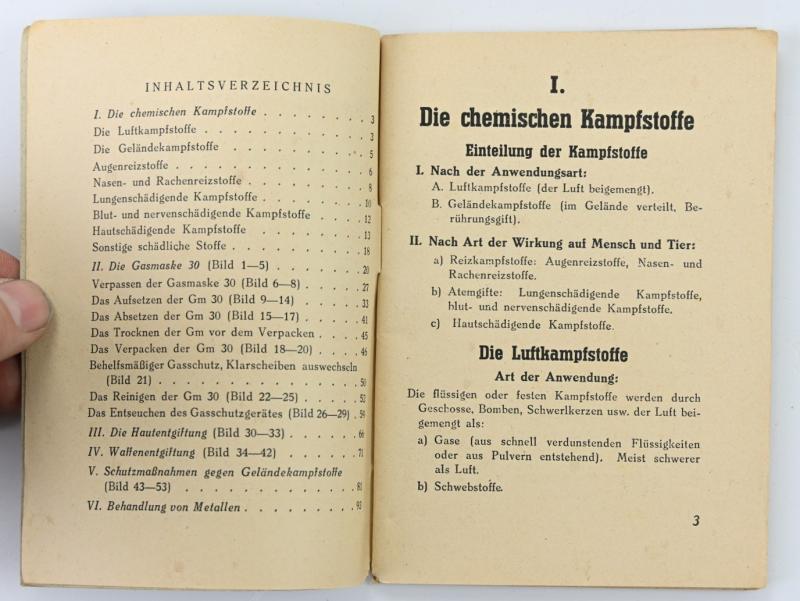 INHALTSVERZEICHNIS
I. Die chemischen Kampfstoffe . . . . . . . 3
Die Luftkampfstoffe . . . . . . . . . . 3
Die Geländekampfstoffe . . . . . . . . 5
Augenreizstoffe . . . . . . . . . . . 6
Nasen- und Rachenreizstoffe . . . . . . . 8
Lungenschädigende Kampfstoffe . . . . . . 10
Blut- und nervenschädigende Kampfstoffe . . . 12
Hautschädigende Kampfstoffe . . . . . . . 13
Sonstige schädliche Stoffe . . . . . . . . 18
II. Die Gasmaske 30 (Bild 1—5) . . . . . . 20
Verpassen der Gasmaske 30 (Bild 6—8) . . . . 27
Das Aufsetzen der Gm 30 (Bild 9—14) . . . . 33
Das Absetzen der Gm 30 (Bild 15—17) . . . . 41
Das Trocknen der Gm vor dem Verpacken . . . . 45
Das Verpacken der Gm 30 (Bild 18—20) . . . . 46
Behelfsmäßiger Gasschutz, Klarscheiben auswechseln
(Bild 21) . . . . . . . . . . . . . 50
Das Reinigen der Gm 30 (Bild 22—25) . . . . 53
Das Entseuchen des Gasschutzgerätes (Bild 26—29) . 59
III. Die Hautentgiftung (Bild 30—33) . . . . . 66
IV. Waffenentgiftung (Bild 34—42) . . . . . . 71
V. Schutzmaßnahmen gegen Geländekampfstoffe
(Bild 43—53) . . . . . . . . . . . . 81
VI. Behandlung von Metallen . . . . . . . . 93
I.
Die chemischen Kampfstoffe
Einteilung der Kampfstoffe
I. Nach der Anwendungsart:
A. Luftkampfstoffe (der Luft beigemengt).
B. Geländekampfstoffe (im Gelände verteilt, Be-
rührungsgift).
II. Nach Art der Wirkung auf Mensch und Tier:
a) Reizkampfstoffe: Augenreizstoffe, Nasen- und
Rachenreizstoffe.
b) Atemgifte: Lungenschädigende Kampfstoffe,
blut- und nervenschädigende Kampfstoffe.
c) Hautschädigende Kampfstoffe.
Die Luftkampfstoffe
Art der Anwendung:
Die flüssigen oder festen Kampfstoffe werden durch
Geschosse, Bomben, Schwerlkerzen usw. der Luft bei-
gemengt als:
a) Gase (aus schnell verdunstenden Flüssigkeiten
oder aus Pulvern entstehend). Meist schwerer
als Luft.
b) Schwebstoffe.
3